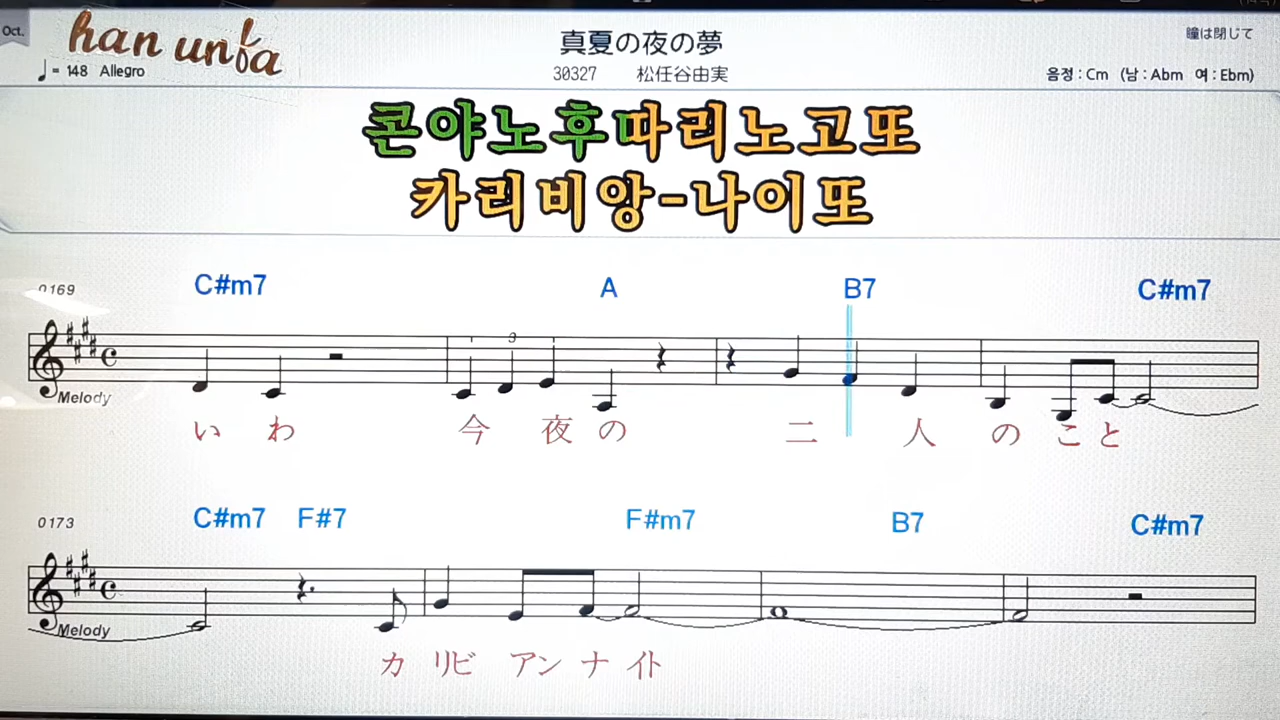 Oct.
han unfa
真夏の夜の夢
瞳は閉じて
♩= 148 Allegro
30327 松任谷由実
음정 : Cm (남 : Abm 여 : Ebm)
콘야노후따리노고또
카리비앙-나이또
0169 C#m7 A B7 C#m7
3
Melody
い わ 今 夜 の 二 人 の こ と
0173 C#m7 F#7 F#m7 B7 C#m7
Melody
カ リビ アン ナ イト